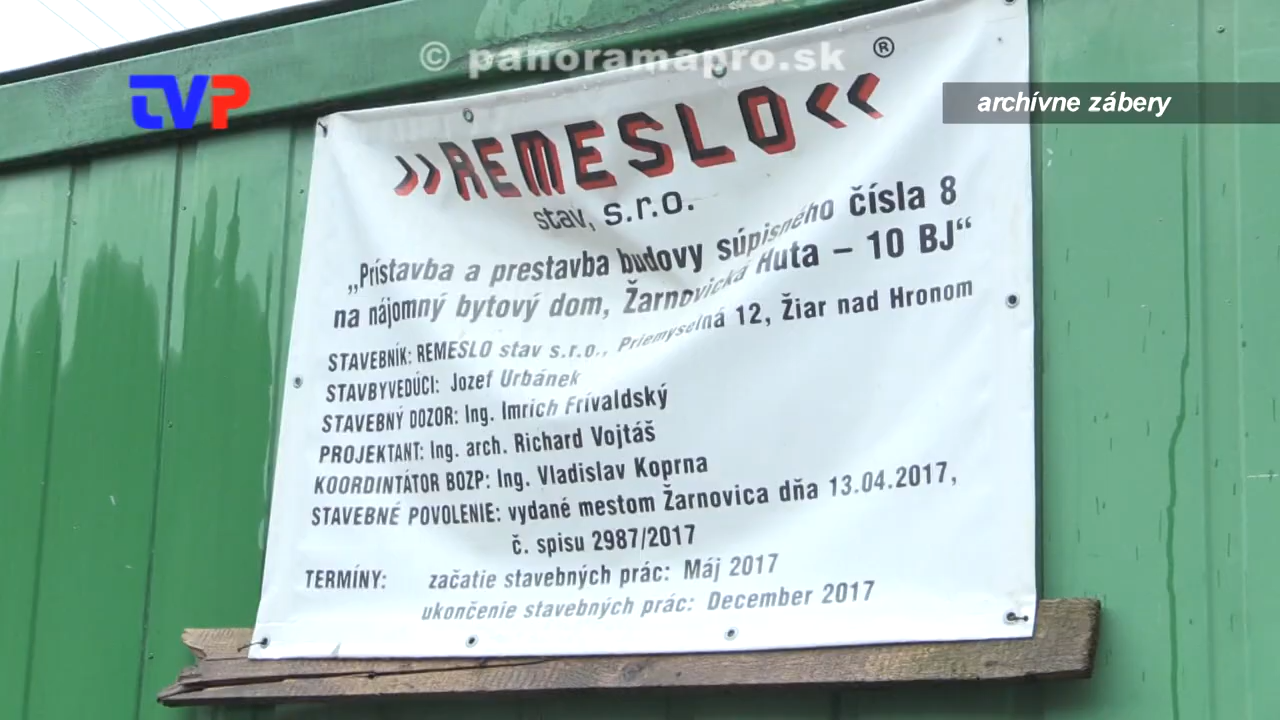 © panoramapro.sk
TVP
archívne zábery
»REMESLO« ®
stav, s.r.o.
„Prístavba a prestavba budovy súpisného čísla 8
na nájomný bytový dom, Žarnovická Huta – 10 BJ“
STAVEBNÍK: REMESLO stav s.r.o., Priemyselná 12, Žiar nad Hronom
STAVBYVEDÚCI: Jozef Urbánek
STAVEBNÝ DOZOR: Ing. Imrich Frívaldský
PROJEKTANT: Ing. arch. Richard Vojtáš
KOORDINTÁTOR BOZP: Ing. Vladislav Koprna
STAVEBNÉ POVOLENIE: vydané mestom Žarnovica dňa 13.04.2017,
č. spisu 2987/2017
TERMÍNY: začatie stavebných prác: Máj 2017
ukončenie stavebných prác: December 2017